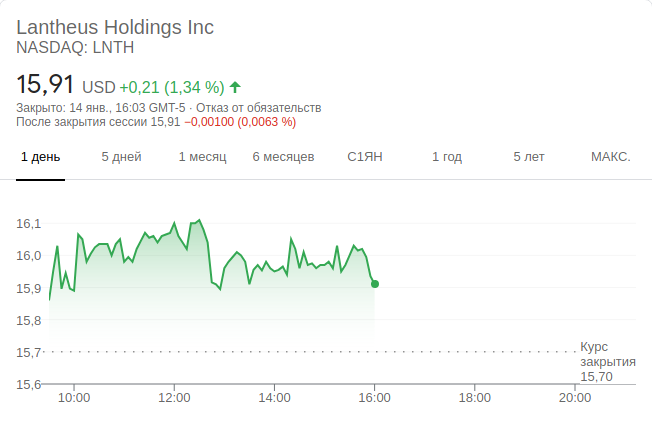 Lantheus Holdings Inc
NASDAQ: LNTH
15,91 USD +0,21 (1,34 %)
Закрыто: 14 янв., 16:03 GMT-5 · Отказ от обязательств
После закрытия сессии 15,91 −0,00100 (0,0063 %)
1 день 5 дней 1 месяц 6 месяцев С1ЯН 1 год 5 лет МАКС.
16,1
16,0
15,9
15,8
15,7
15,6
Курс
закрытия
15,70
10:00 12:00 14:00 16:00 18:00 20:00